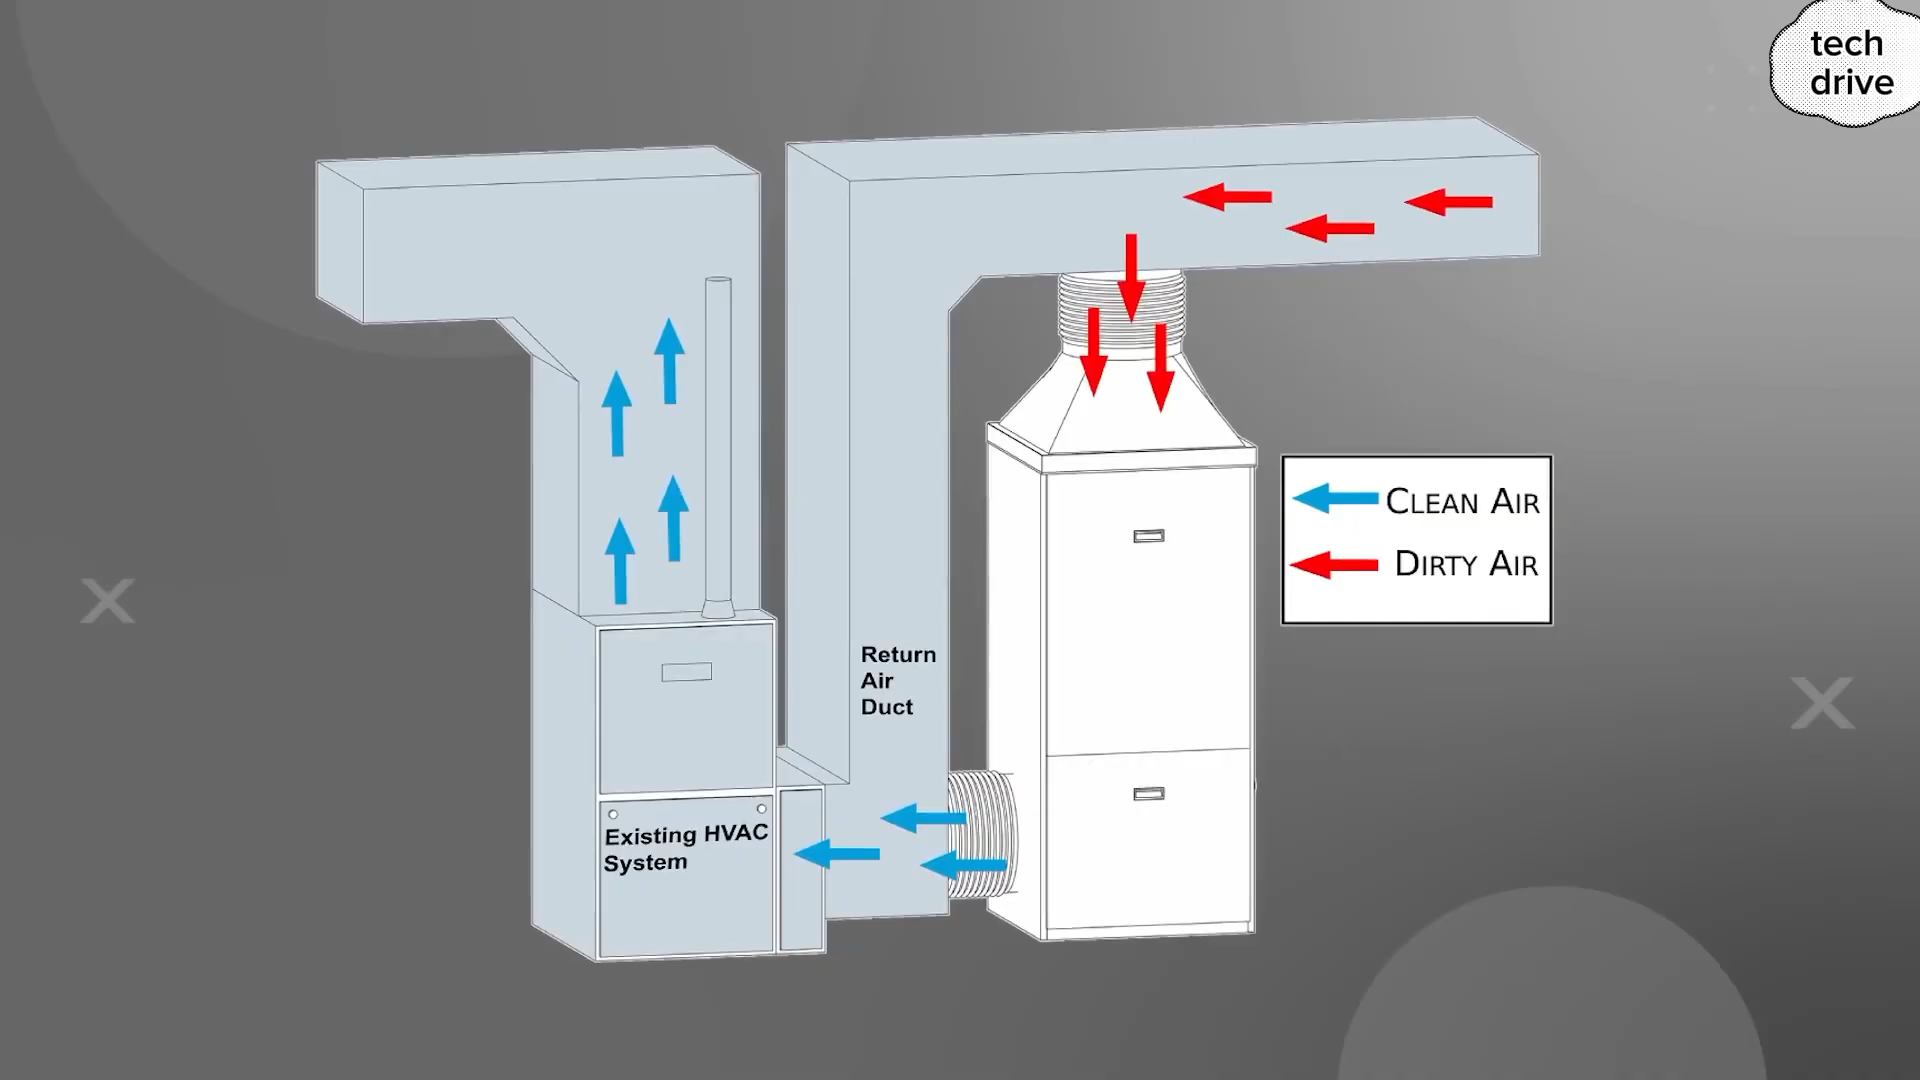 tech
drive
Clean Air
Dirty Air
Return
Air
Duct
Existing HVAC
System